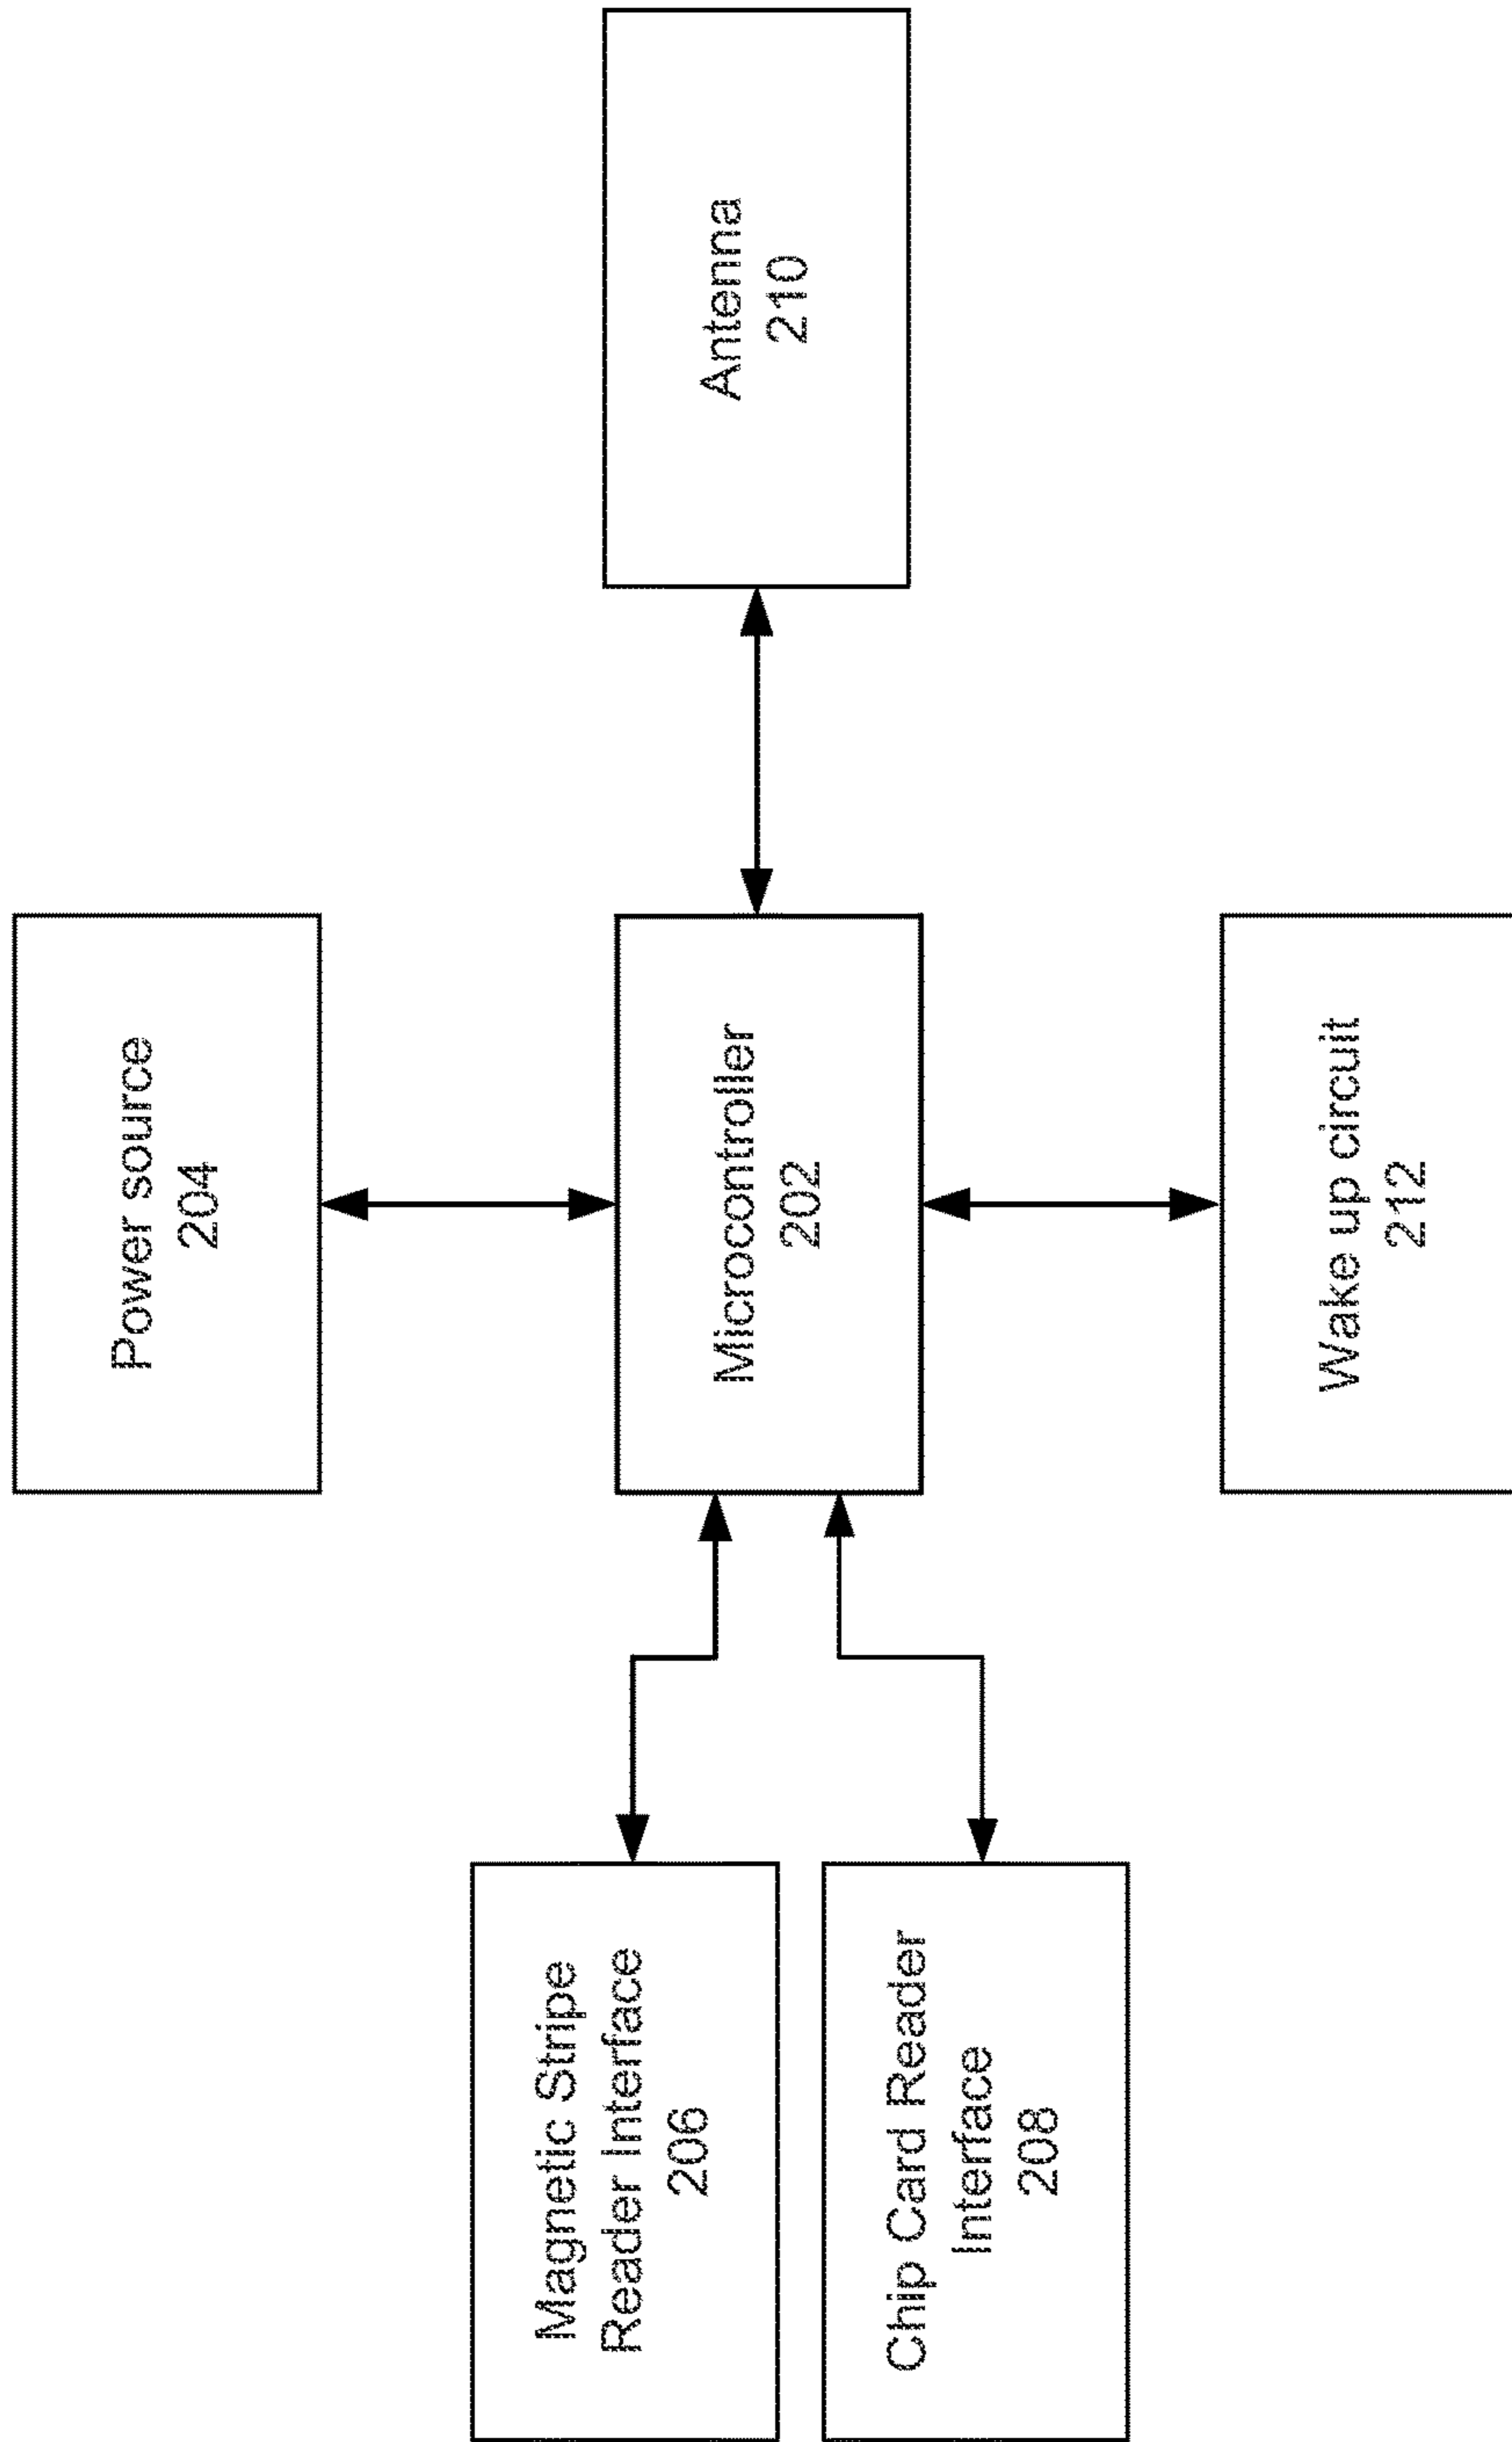 Power source
204
Magnetic Stripe
Reader Interface
206
Chip Card Reader
Interface
208
Microcontroller
202
Antenna
210
Wake up circuit
212